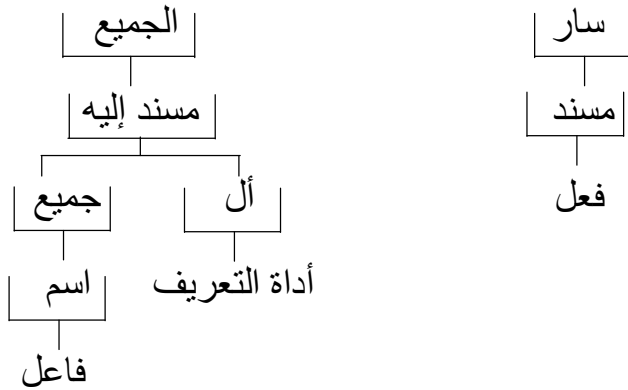 سار الجميع
مسند مسند إليه
فعل أل جميع
أداة التعريف اسم
فاعل